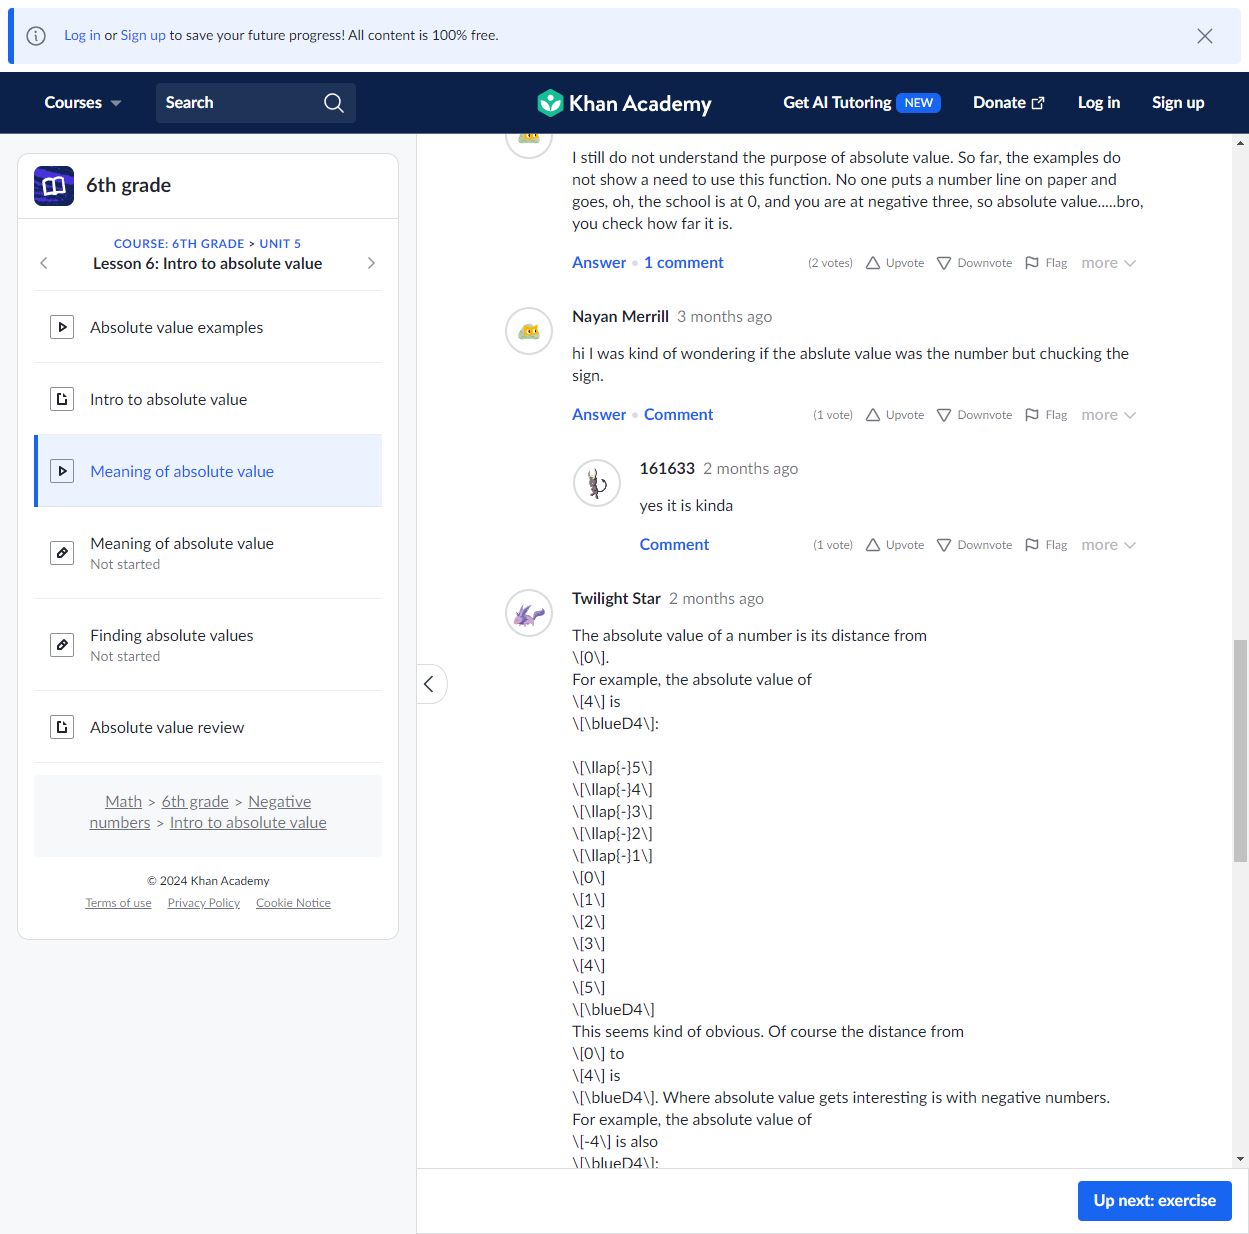 Log in or Sign up to save your future progress! All content is 100% free.
Courses
Search
Khan Academy
Get AI Tutoring NEW
Donate
Log in
Sign up
6th grade
COURSE: 6TH GRADE > UNIT 5
Lesson 6: Intro to absolute value
Absolute value examples
Intro to absolute value
Meaning of absolute value
Meaning of absolute value
Not started
Finding absolute values
Not started
Absolute value review
Math > 6th grade > Negative
numbers > Intro to absolute value
© 2024 Khan Academy
Terms of use Privacy Policy Cookie Notice
I still do not understand the purpose of absolute value. So far, the examples do
not show a need to use this function. No one puts a number line on paper and
goes, oh, the school is at 0, and you are at negative three, so absolute value.....bro,
you check how far it is.
Answer • 1 comment (2 votes) Upvote Downvote Flag more
Nayan Merrill 3 months ago
hi I was kind of wondering if the abslute value was the number but chucking the
sign.
Answer • Comment (1 vote) Upvote Downvote Flag more
161633 2 months ago
yes it is kinda
Comment (1 vote) Upvote Downvote Flag more
Twilight Star 2 months ago
The absolute value of a number is its distance from
\[0\].
For example, the absolute value of
\[4\] is
\[\blueD4\]:
\[\llap{-}5\]
\[\llap{-}4\]
\[\llap{-}3\]
\[\llap{-}2\]
\[\llap{-}1\]
\[0\]
\[1\]
\[2\]
\[3\]
\[4\]
\[5\]
\[\blueD4\]
This seems kind of obvious. Of course the distance from
\[0\] to
\[4\] is
\[\blueD4\]. Where absolute value gets interesting is with negative numbers.
For example, the absolute value of
\[-4\] is also
\[\blueD4\]:
Up next: exercise